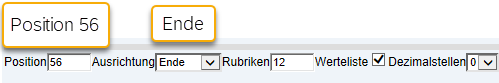 Position 56 Ende
Position 56 Ausrichtung Ende Rubriken 12 Werteliste Dezimalstellen 0